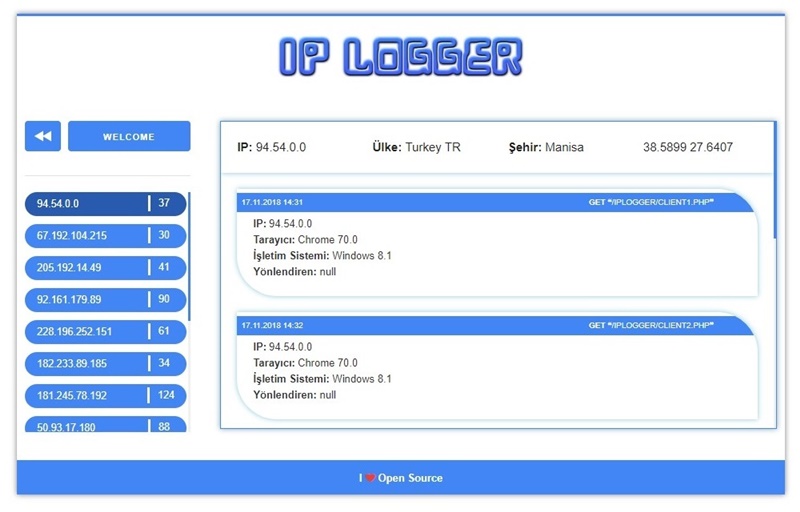 IP LOGGER
WELCOME
94.54.0.0 37
67.192.104.215 30
205.192.14.49 41
92.161.179.89 90
228.196.252.151 61
182.233.89.185 34
181.245.78.192 124
50.93.17.180 88
IP: 94.54.0.0 Ülke: Turkey TR Şehir: Manisa 38.5899 27.6407
17.11.2018 14:31 GET "/IPLOGGER/CLIENT1.PHP"
IP: 94.54.0.0
Tarayıcı: Chrome 70.0
İşletim Sistemi: Windows 8.1
Yönlendiren: null
17.11.2018 14:32 GET "/IPLOGGER/CLIENT2.PHP"
IP: 94.54.0.0
Tarayıcı: Chrome 70.0
İşletim Sistemi: Windows 8.1
Yönlendiren: null
I ❤ Open Source